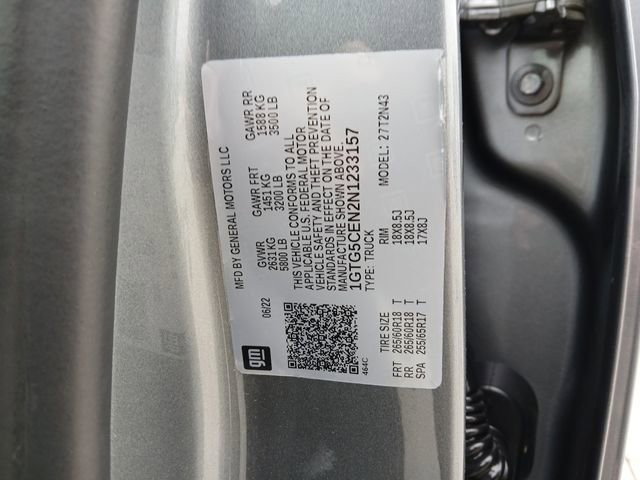 MFD BY GENERAL MOTORS LLC
06/22 GVWR GAWR FRT GAWR RR
2631 KG 1451 KG 1588 KG
5800 LB 3200 LB 3500 LB
gm
THIS VEHICLE CONFORMS TO ALL
APPLICABLE U.S. FEDERAL MOTOR
VEHICLE SAFETY AND THEFT PREVENTION
STANDARDS IN EFFECT ON THE DATE OF
MANUFACTURE SHOWN ABOVE.
1GTG5CEN2N1233157
464C TYPE: TRUCK MODEL: 27T2N43
TIRE SIZE RIM
FRT 265/60R18 T 18X8.5J
RR 265/60R18 T 18X8.5J
SPA 255/65R17 T 17X8J